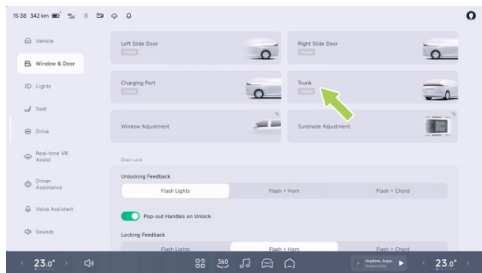 15:38 342 km
Vehicle
Window & Door
Lights
Seat
Drive
Real-time VR
Assist
Driver
Assistance
Voice Assistant
Sounds
Left Side Door
Right Side Door
Charging Port
Trunk
Window Adjustment
Sunshade Adjustment
Door Lock
Unlocking Feedback
Flash Lights
Flash + Horn
Flash + Chord
Pop-out Handles on Unlock
Locking Feedback
Flash Lights
Flash + Horn
Flash + Chord
23.0°
360
23.0°